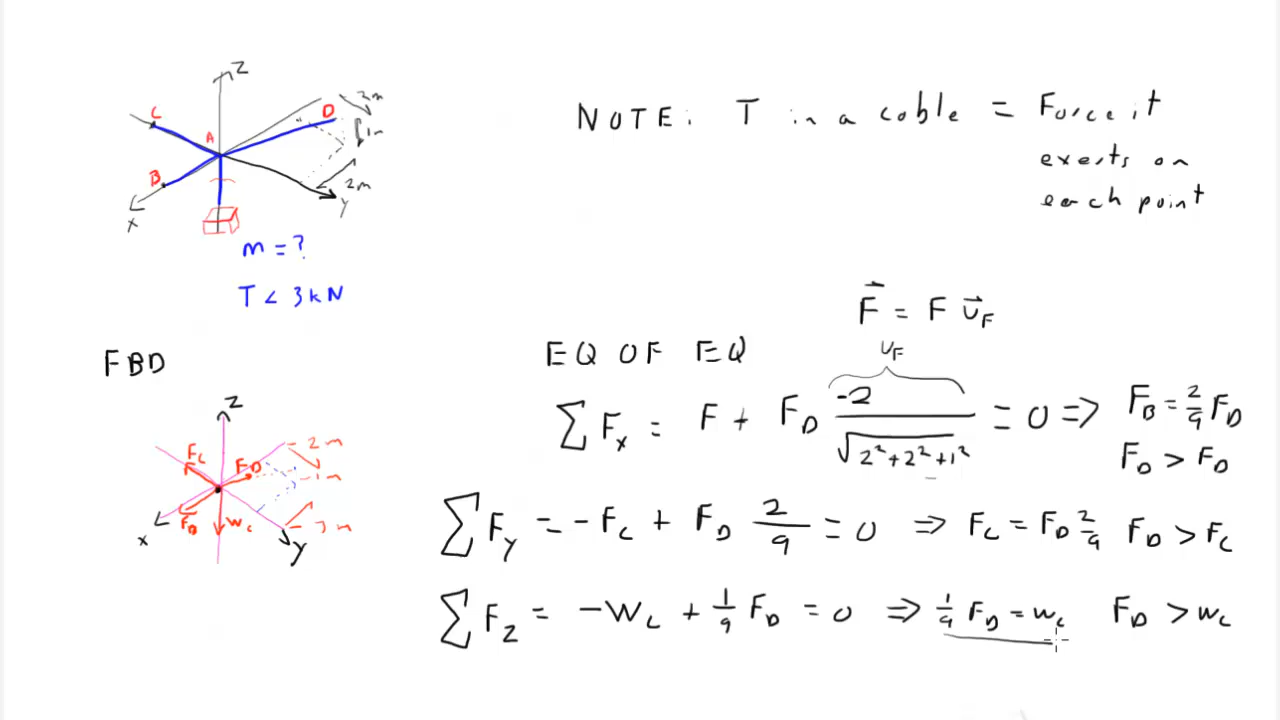 Z
C
D
2m
1m
A
B
2m
X
Y
m = ?
T < 3kN
NOTE: T in a cable = Force it
exerts on
each point
F⃗ = F u⃗_F
FBD
EQ OF EQ
u_F
∑ F_x = F + F_D -2 / √(2²+2²+1²) = 0 => F_B = 2/9 F_D
F_D > F_D
Z
F_C
F_D
-2m
-1m
F_B
W_C
-2m
x
Y
∑ F_y = -F_C + F_D 2/9 = 0 => F_C = F_D 2/9 F_D > F_C
∑ F_z = -W_C + 1/9 F_D = 0 => 1/9 F_D = W_C F_D > W_C